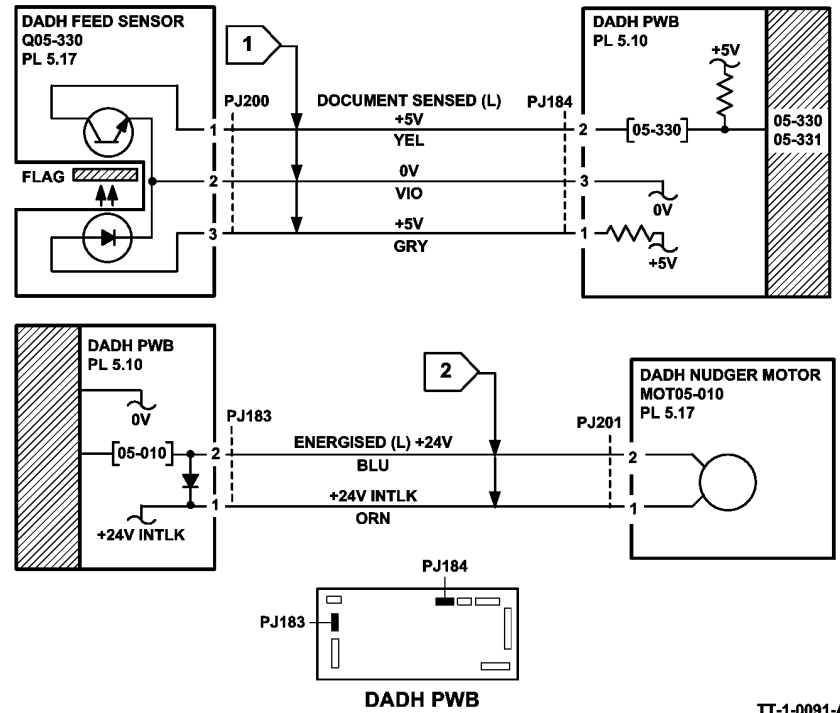 DADH FEED SENSOR
Q05-330
PL 5.17
1
DADH PWB
PL 5.10
+5V
PJ200
DOCUMENT SENSED (L)
PJ184
1
+5V
YEL
2
05-330
05-330
05-331
FLAG
2
0V
VIO
3
0V
3
+5V
GRY
1
+5V
DADH PWB
PL 5.10
0V
2
DADH NUDGER MOTOR
MOT05-010
PL 5.17
PJ183
PJ201
05-010
2
ENERGISED (L) +24V
BLU
2
+24V INTLK
1
+24V INTLK
ORN
1
PJ184
PJ183
DADH PWB